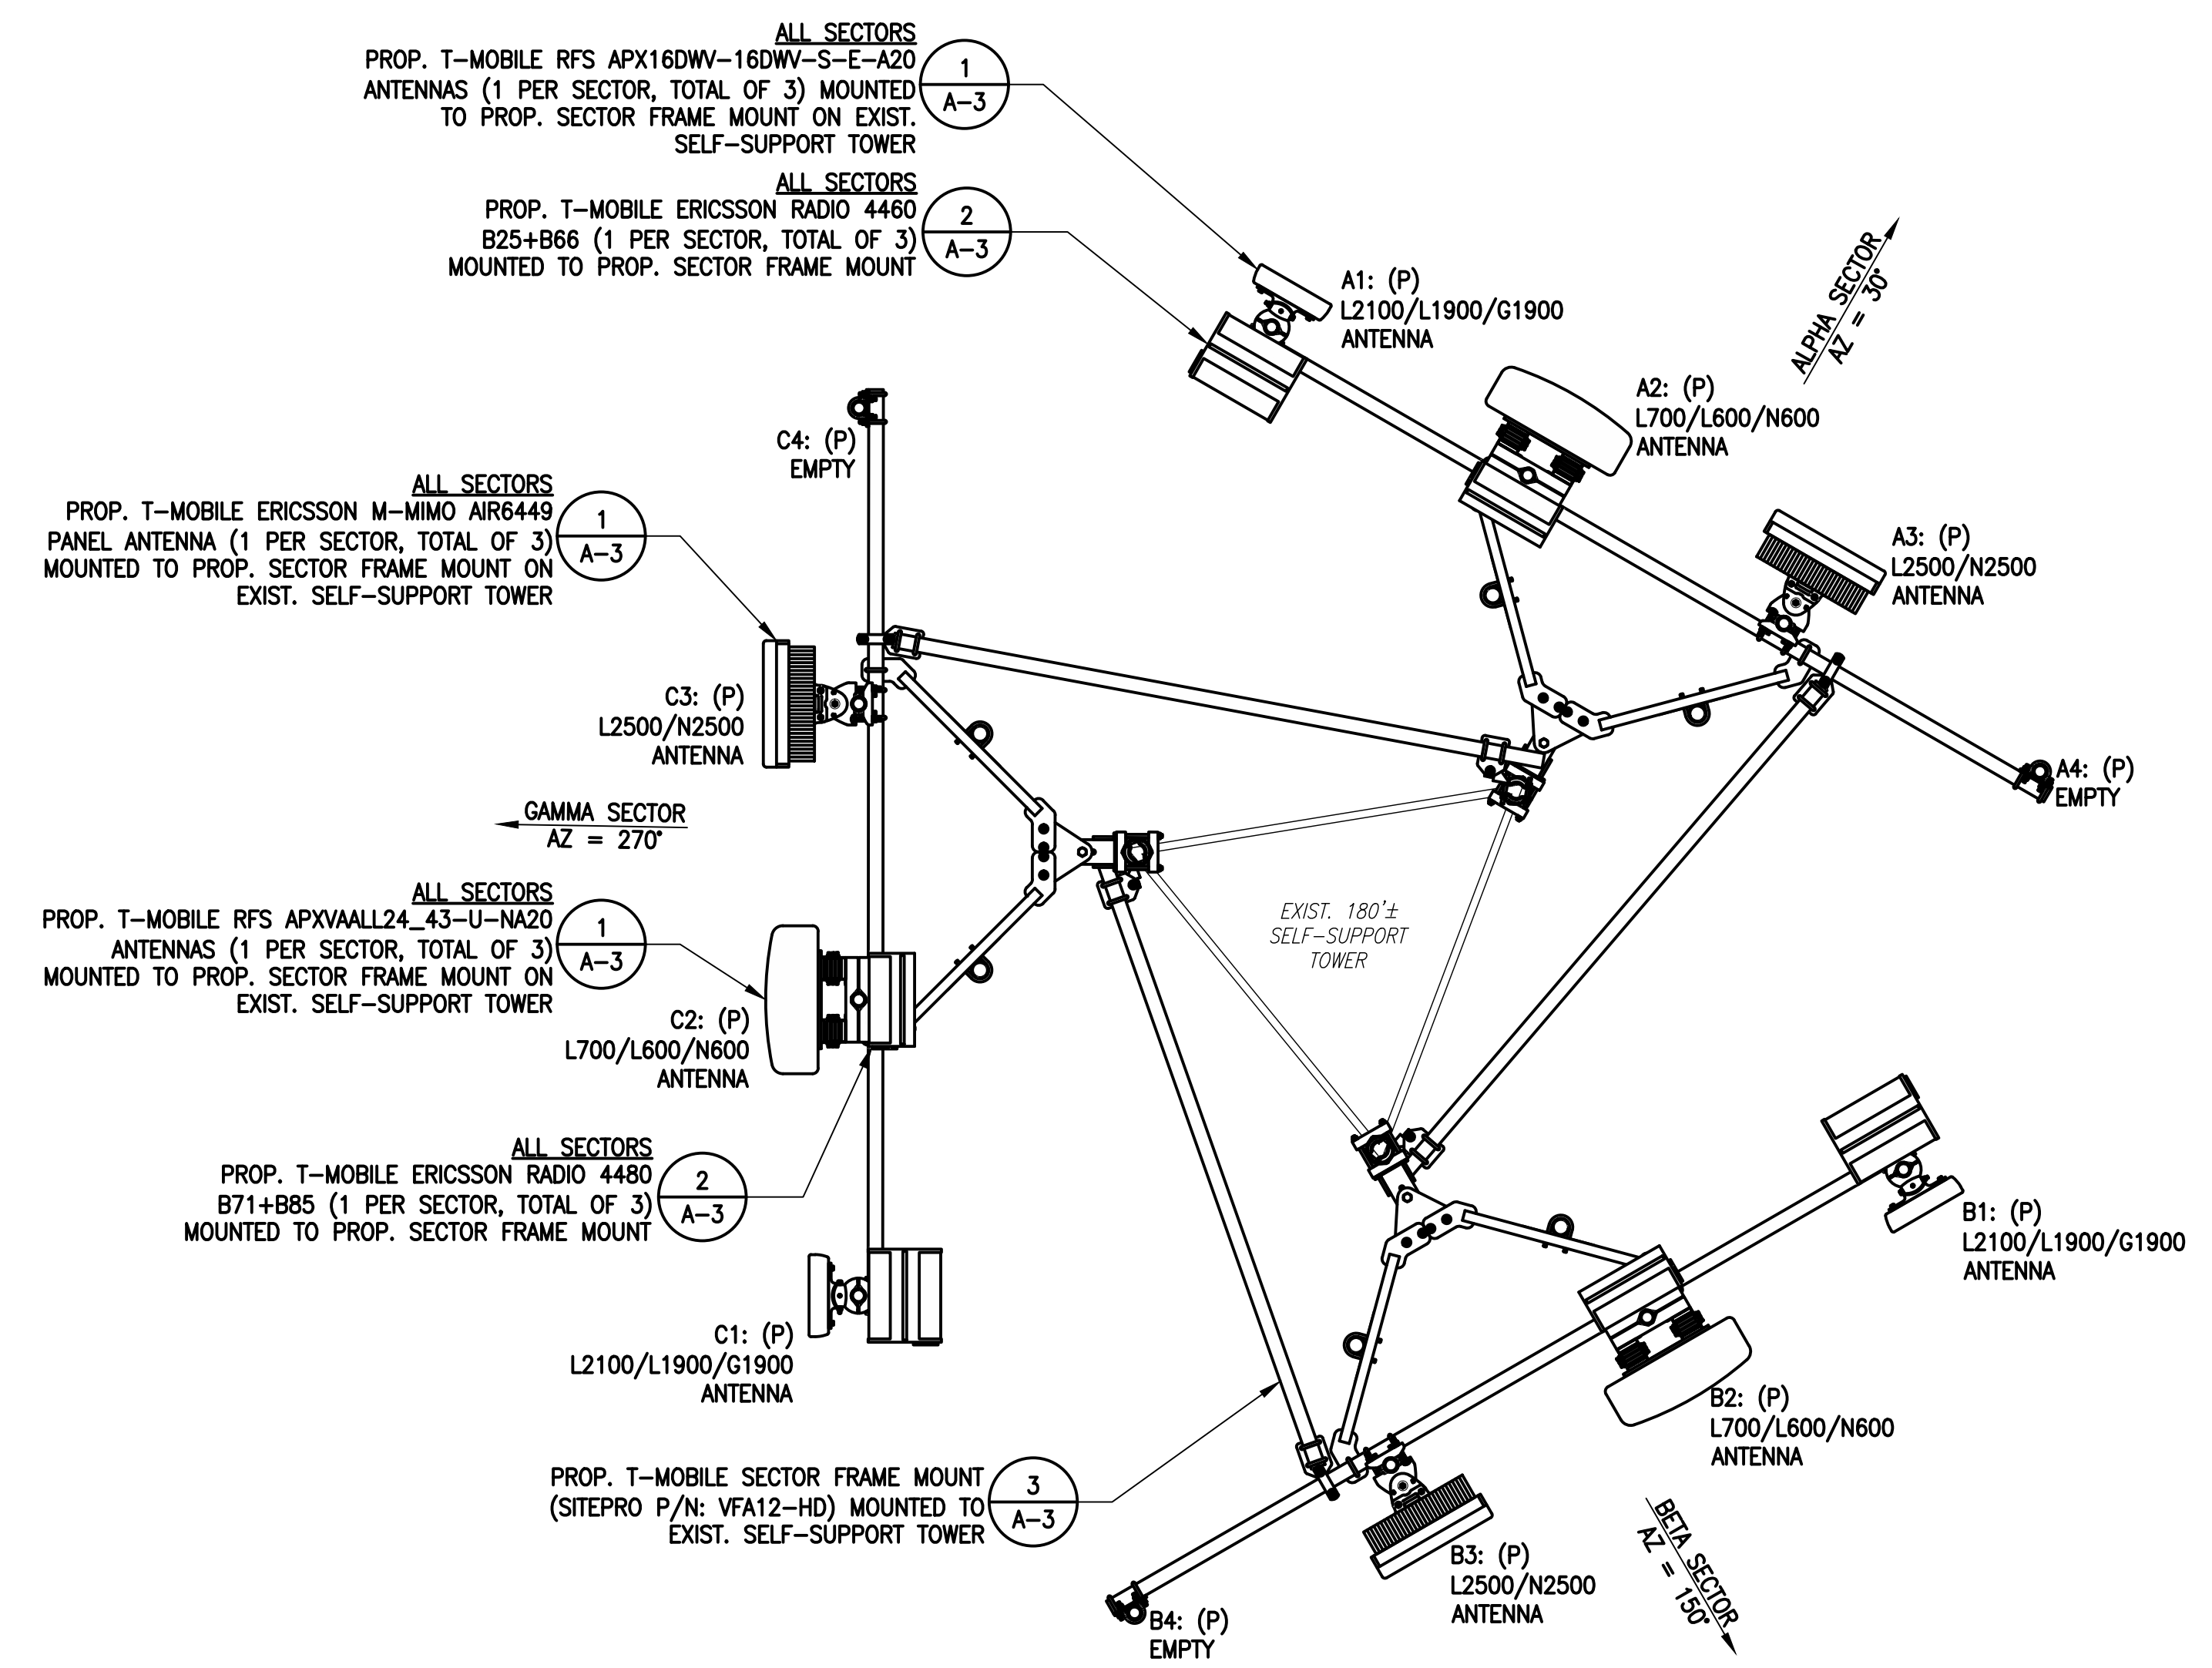 ALL SECTORS
PROP. T-MOBILE RFS APX16DWV-16DWV-S-E-A20
ANTENNAS (1 PER SECTOR, TOTAL OF 3) MOUNTED
TO PROP. SECTOR FRAME MOUNT ON EXIST.
SELF-SUPPORT TOWER
1
A-3
ALL SECTORS
PROP. T-MOBILE ERICSSON RADIO 4460
B25+B66 (1 PER SECTOR, TOTAL OF 3)
MOUNTED TO PROP. SECTOR FRAME MOUNT
2
A-3
A1: (P)
L2100/L1900/G1900
ANTENNA
ALPHA SECTOR
AZ = 30°
A2: (P)
L700/L600/N600
ANTENNA
C4: (P)
EMPTY
ALL SECTORS
PROP. T-MOBILE ERICSSON M-MIMO AIR6449
PANEL ANTENNA (1 PER SECTOR, TOTAL OF 3)
MOUNTED TO PROP. SECTOR FRAME MOUNT ON
EXIST. SELF-SUPPORT TOWER
1
A-3
A3: (P)
L2500/N2500
ANTENNA
C3: (P)
L2500/N2500
ANTENNA
A4: (P)
EMPTY
GAMMA SECTOR
AZ = 270°
ALL SECTORS
PROP. T-MOBILE RFS APXVAALL24_43-U-NA20
ANTENNAS (1 PER SECTOR, TOTAL OF 3)
MOUNTED TO PROP. SECTOR FRAME MOUNT ON
EXIST. SELF-SUPPORT TOWER
1
A-3
EXIST. 180'±
SELF-SUPPORT
TOWER
C2: (P)
L700/L600/N600
ANTENNA
ALL SECTORS
PROP. T-MOBILE ERICSSON RADIO 4480
B71+B85 (1 PER SECTOR, TOTAL OF 3)
MOUNTED TO PROP. SECTOR FRAME MOUNT
2
A-3
B1: (P)
L2100/L1900/G1900
ANTENNA
C1: (P)
L2100/L1900/G1900
ANTENNA
B2: (P)
L700/L600/N600
ANTENNA
PROP. T-MOBILE SECTOR FRAME MOUNT
(SITEPRO P/N: VFA12-HD) MOUNTED TO
EXIST. SELF-SUPPORT TOWER
3
A-3
B3: (P)
L2500/N2500
ANTENNA
BETA SECTOR
AZ = 150°
B4: (P)
EMPTY